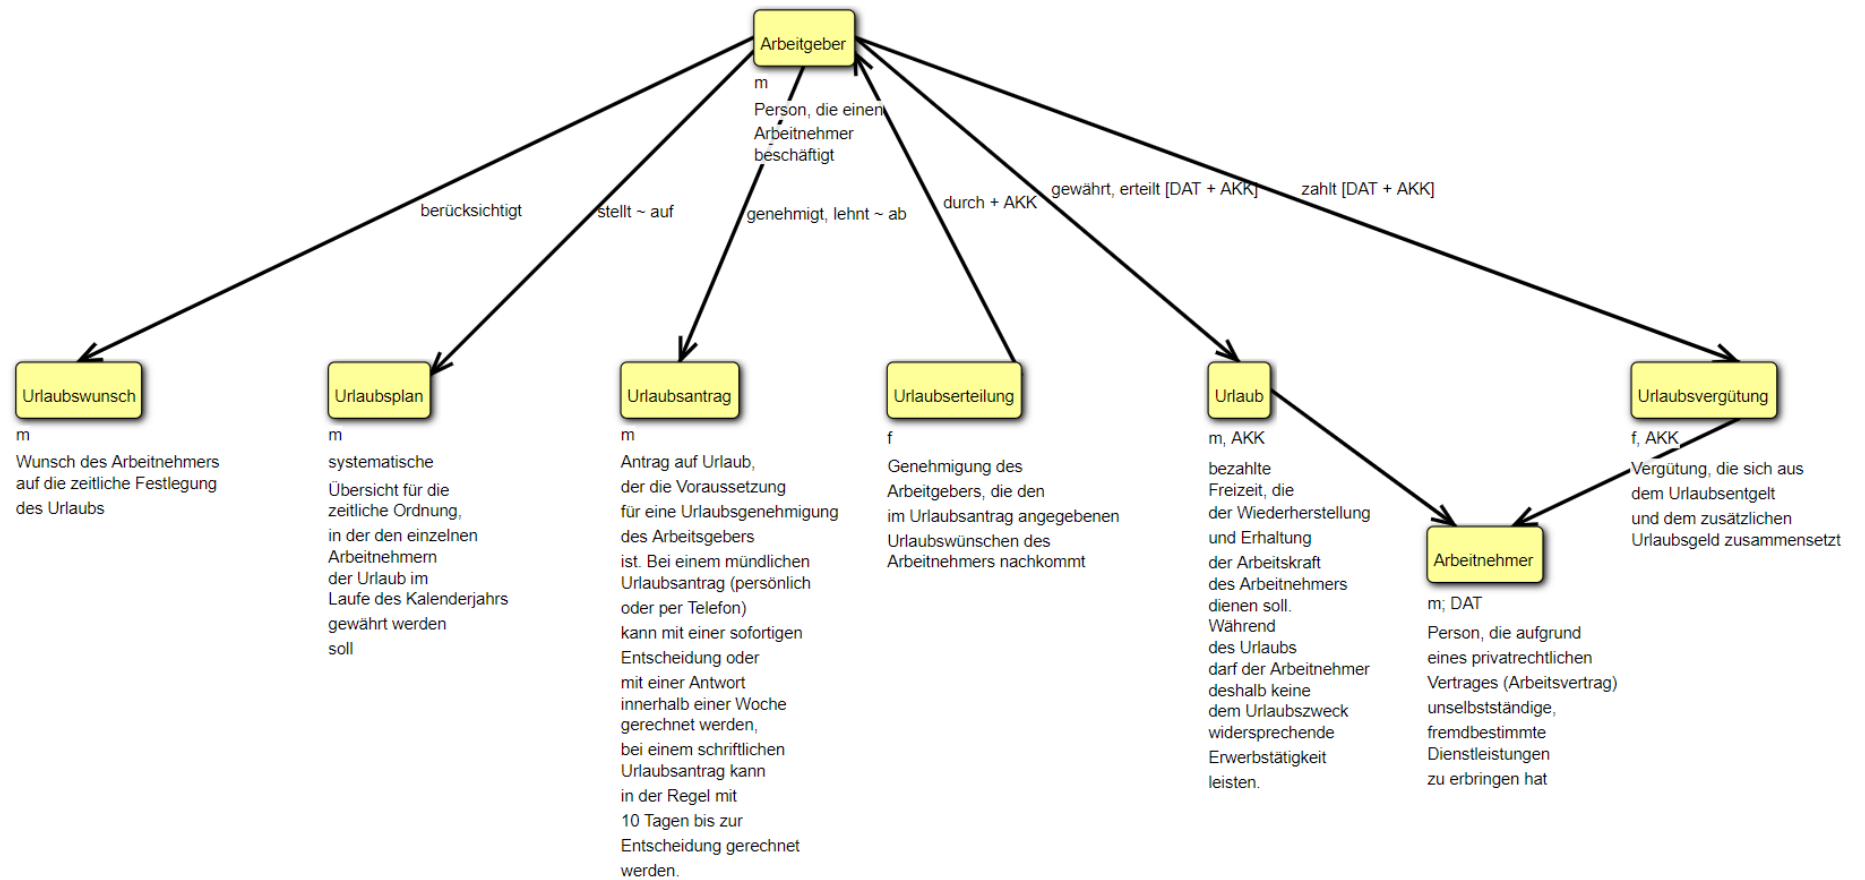 Arbeitgeber
m
Person, die einen
Arbeitnehmer
beschäftigt
berücksichtigt
stellt ~ auf
genehmigt, lehnt ~ ab
durch + AKK
gewährt, erteilt [DAT + AKK]
zahlt [DAT + AKK]
Urlaubswunsch
m
Wunsch des Arbeitnehmers
auf die zeitliche Festlegung
des Urlaubs
Urlaubsplan
m
systematische
Übersicht für die
zeitliche Ordnung,
in der den einzelnen
Arbeitnehmern
der Urlaub im
Laufe des Kalenderjahrs
gewährt werden
soll
Urlaubsantrag
m
Antrag auf Urlaub,
der die Voraussetzung
für eine Urlaubsgenehmigung
des Arbeitsgebers
ist. Bei einem mündlichen
Urlaubsantrag (persönlich
oder per Telefon)
kann mit einer sofortigen
Entscheidung oder
mit einer Antwort
innerhalb einer Woche
gerechnet werden,
bei einem schriftlichen
Urlaubsantrag kann
in der Regel mit
10 Tagen bis zur
Entscheidung gerechnet
werden.
Urlaubserteilung
f
Genehmigung des
Arbeitgebers, die den
im Urlaubsantrag angegebenen
Urlaubswünschen des
Arbeitnehmers nachkommt
Urlaub
m, AKK
bezahlte
Freizeit, die
der Wiederherstellung
und Erhaltung
der Arbeitskraft
des Arbeitnehmers
dienen soll.
Während
des Urlaubs
darf der Arbeitnehmer
deshalb keine
dem Urlaubszweck
widersprechende
Erwerbstätigkeit
leisten.
Urlaubsvergütung
f, AKK
Vergütung, die sich aus
dem Urlaubsentgelt
und dem zusätzlichen
Urlaubsgeld zusammensetzt
Arbeitnehmer
m; DAT
Person, die aufgrund
eines privatrechtlichen
Vertrages (Arbeitsvertrag)
unselbstständige,
fremdbestimmte
Dienstleistungen
zu erbringen hat